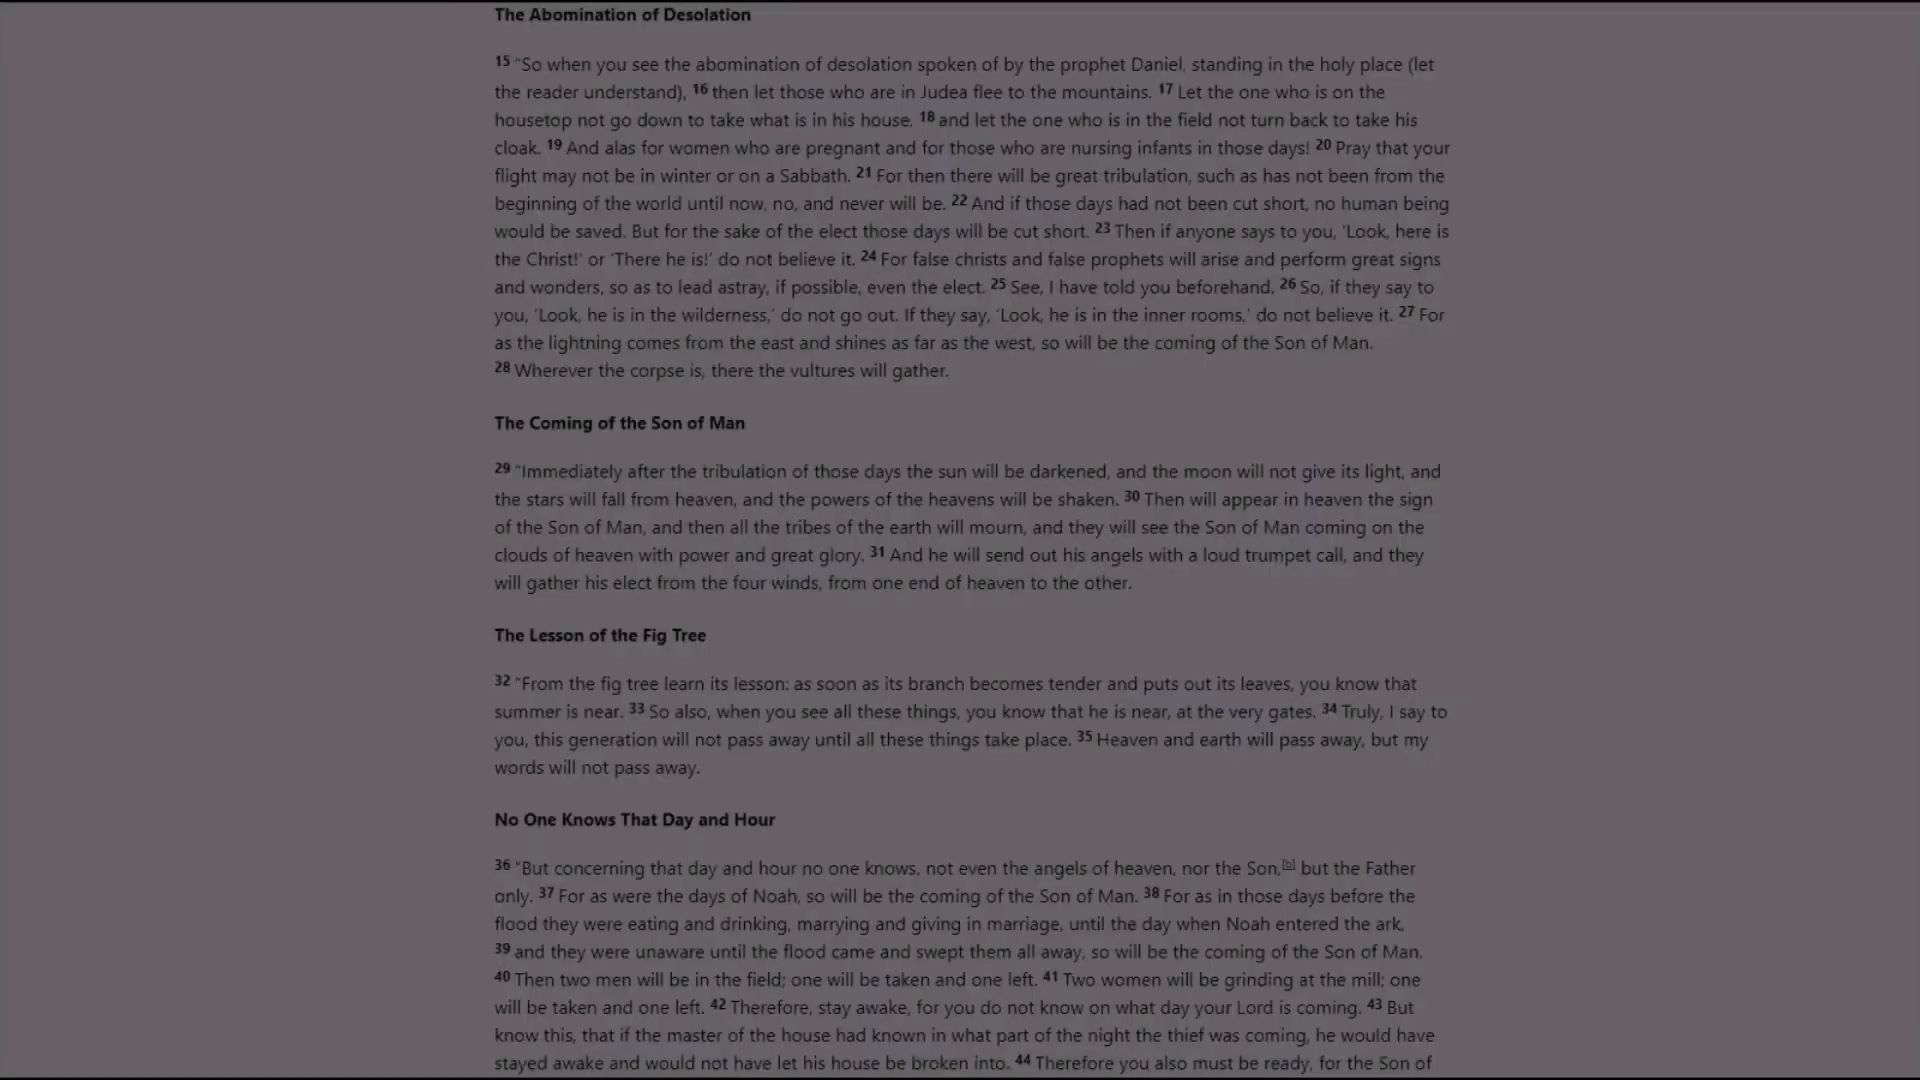 The Abomination of Desolation
15 "So when you see the abomination of desolation spoken of by the prophet Daniel, standing in the holy place (let
the reader understand), 16 then let those who are in Judea flee to the mountains. 17 Let the one who is on the
housetop not go down to take what is in his house, 18 and let the one who is in the field not turn back to take his
cloak. 19 And alas for women who are pregnant and for those who are nursing infants in those days! 20 Pray that your
flight may not be in winter or on a Sabbath. 21 For then there will be great tribulation, such as has not been from the
beginning of the world until now, no, and never will be. 22 And if those days had not been cut short, no human being
would be saved. But for the sake of the elect those days will be cut short. 23 Then if anyone says to you, 'Look, here is
the Christ!' or 'There he is!' do not believe it. 24 For false christs and false prophets will arise and perform great signs
and wonders, so as to lead astray, if possible, even the elect. 25 See, I have told you beforehand. 26 So, if they say to
you, 'Look, he is in the wilderness,' do not go out. If they say, 'Look, he is in the inner rooms,' do not believe it. 27 For
as the lightning comes from the east and shines as far as the west, so will be the coming of the Son of Man.
28 Wherever the corpse is, there the vultures will gather.
The Coming of the Son of Man
29 "Immediately after the tribulation of those days the sun will be darkened, and the moon will not give its light, and
the stars will fall from heaven, and the powers of the heavens will be shaken. 30 Then will appear in heaven the sign
of the Son of Man, and then all the tribes of the earth will mourn, and they will see the Son of Man coming on the
clouds of heaven with power and great glory. 31 And he will send out his angels with a loud trumpet call, and they
will gather his elect from the four winds, from one end of heaven to the other.
The Lesson of the Fig Tree
32 "From the fig tree learn its lesson: as soon as its branch becomes tender and puts out its leaves, you know that
summer is near. 33 So also, when you see all these things, you know that he is near, at the very gates. 34 Truly, I say to
you, this generation will not pass away until all these things take place. 35 Heaven and earth will pass away, but my
words will not pass away.
No One Knows That Day and Hour
36 "But concerning that day and hour no one knows, not even the angels of heaven, nor the Son,[b] but the Father
only. 37 For as were the days of Noah, so will be the coming of the Son of Man. 38 For as in those days before the
flood they were eating and drinking, marrying and giving in marriage, until the day when Noah entered the ark,
39 and they were unaware until the flood came and swept them all away, so will be the coming of the Son of Man.
40 Then two men will be in the field; one will be taken and one left. 41 Two women will be grinding at the mill; one
will be taken and one left. 42 Therefore, stay awake, for you do not know on what day your Lord is coming. 43 But
know this, that if the master of the house had known in what part of the night the thief was coming, he would have
stayed awake and would not have let his house be broken into. 44 Therefore you also must be ready, for the Son of